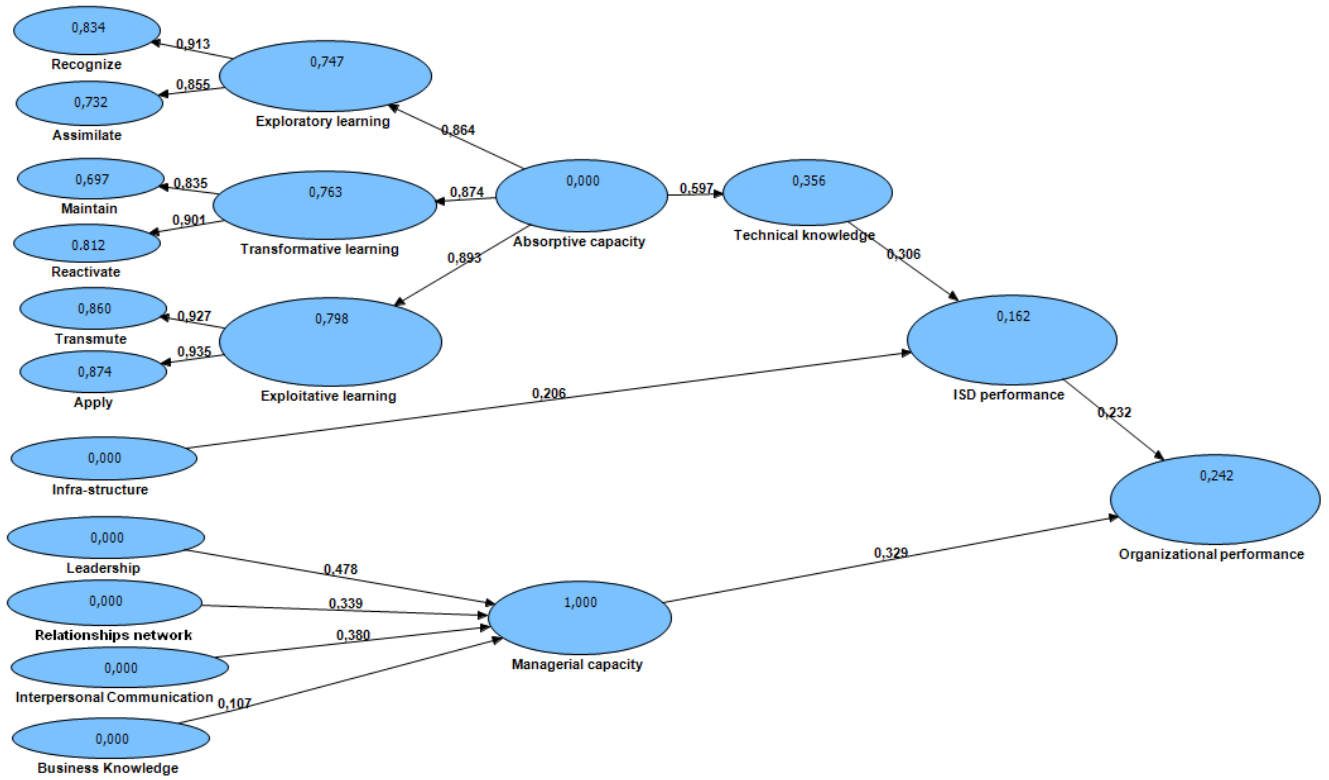 0,834
Recognize
0,913
0,747
Exploratory learning
0,855
0,732
Assimilate
0,864
0,697
Maintain
0,835
0,763
Transformative learning
0,874
0,000
Absorptive capacity
0,597
0,356
Technical knowledge
0,901
0.812
Reactivate
0,893
0,306
0,860
Transmute
0,927
0,798
Exploitative learning
0,935
0,874
Apply
0,162
ISD performance
0,206
0,232
0,000
Infra-structure
0,242
Organizational performance
0,000
Leadership
0,478
0,329
0,000
Relationships network
0,339
1,000
Managerial capacity
0,380
0,000
Interpersonal Communication
0,107
0,000
Business Knowledge